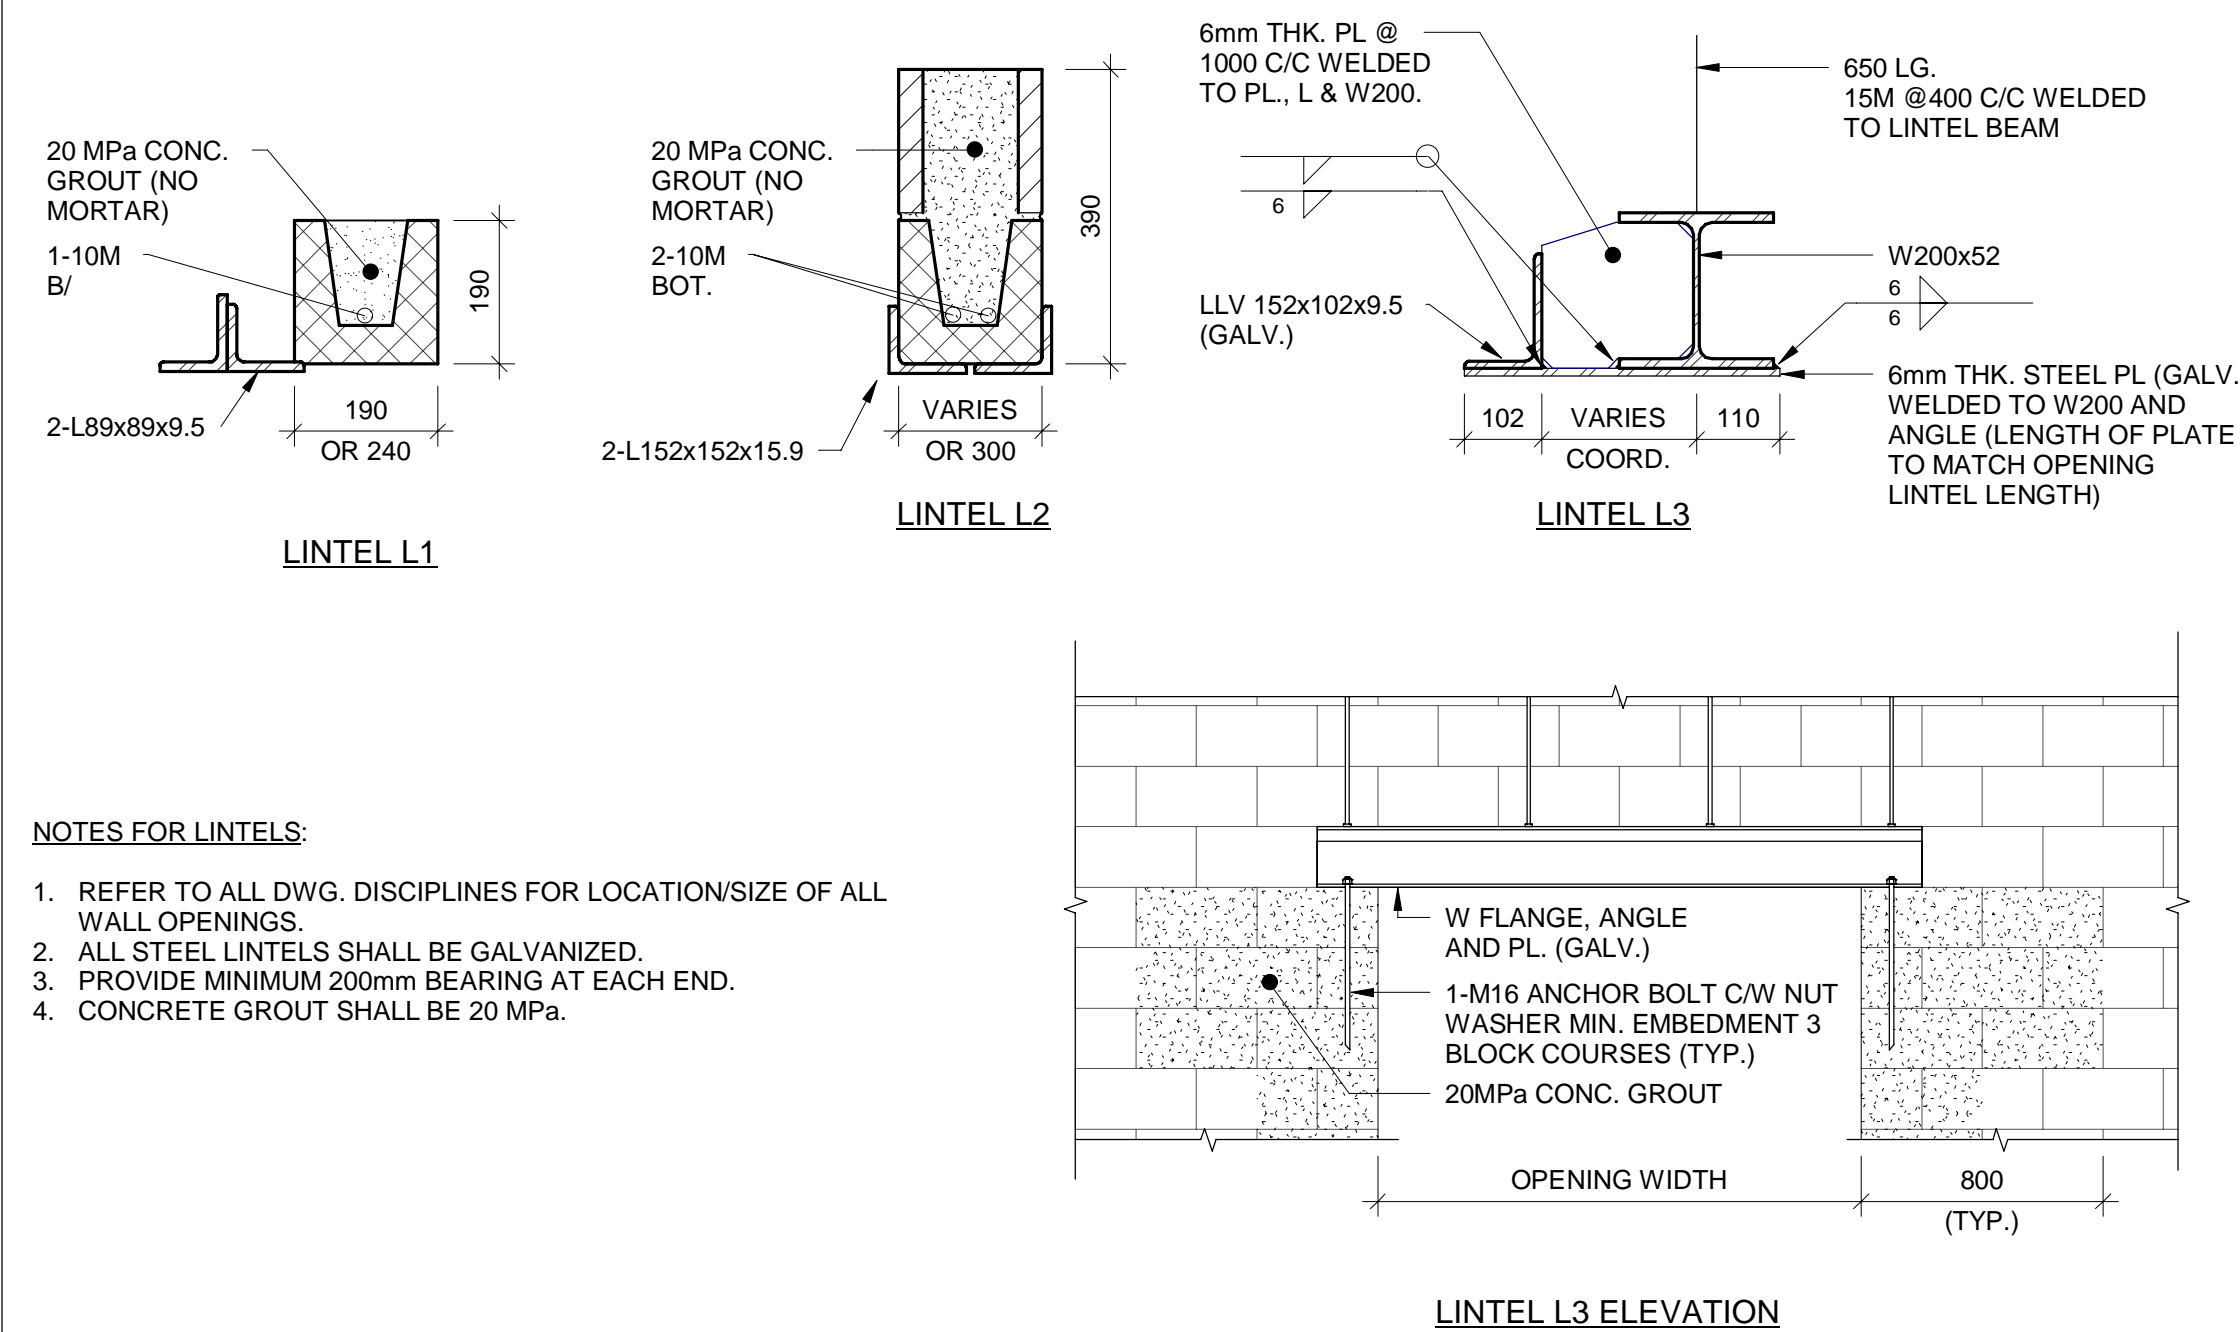 20 MPa CONC.
GROUT (NO
MORTAR)
1-10M
B/
190
2-L89x89x9.5
190
OR 240
LINTEL L1
20 MPa CONC.
GROUT (NO
MORTAR)
2-10M
BOT.
390
2-L152x152x15.9
VARIES
OR 300
LINTEL L2
6mm THK. PL @
1000 C/C WELDED
TO PL., L & W200.
650 LG.
15M @400 C/C WELDED
TO LINTEL BEAM
6
W200x52
6
6
LLV 152x102x9.5
(GALV.)
6mm THK. STEEL PL (GALV.
WELDED TO W200 AND
ANGLE (LENGTH OF PLATE
TO MATCH OPENING
LINTEL LENGTH)
102
VARIES
110
COORD.
LINTEL L3
NOTES FOR LINTELS:
1. REFER TO ALL DWG. DISCIPLINES FOR LOCATION/SIZE OF ALL
WALL OPENINGS.
2. ALL STEEL LINTELS SHALL BE GALVANIZED.
3. PROVIDE MINIMUM 200mm BEARING AT EACH END.
4. CONCRETE GROUT SHALL BE 20 MPa.
W FLANGE, ANGLE
AND PL. (GALV.)
1-M16 ANCHOR BOLT C/W NUT
WASHER MIN. EMBEDMENT 3
BLOCK COURSES (TYP.)
20MPa CONC. GROUT
OPENING WIDTH
800
(TYP.)
LINTEL L3 ELEVATION